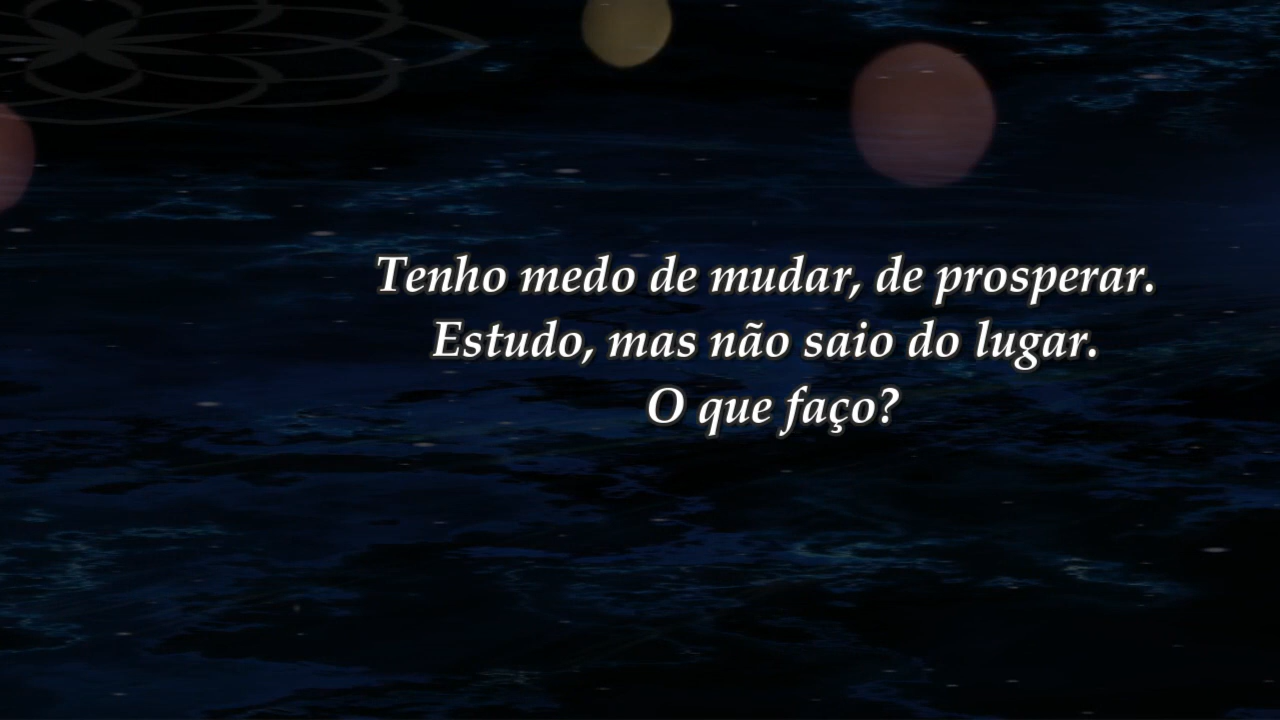 Tenho medo de mudar, de prosperar.
Estudo, mas não saio do lugar.
O que faço?